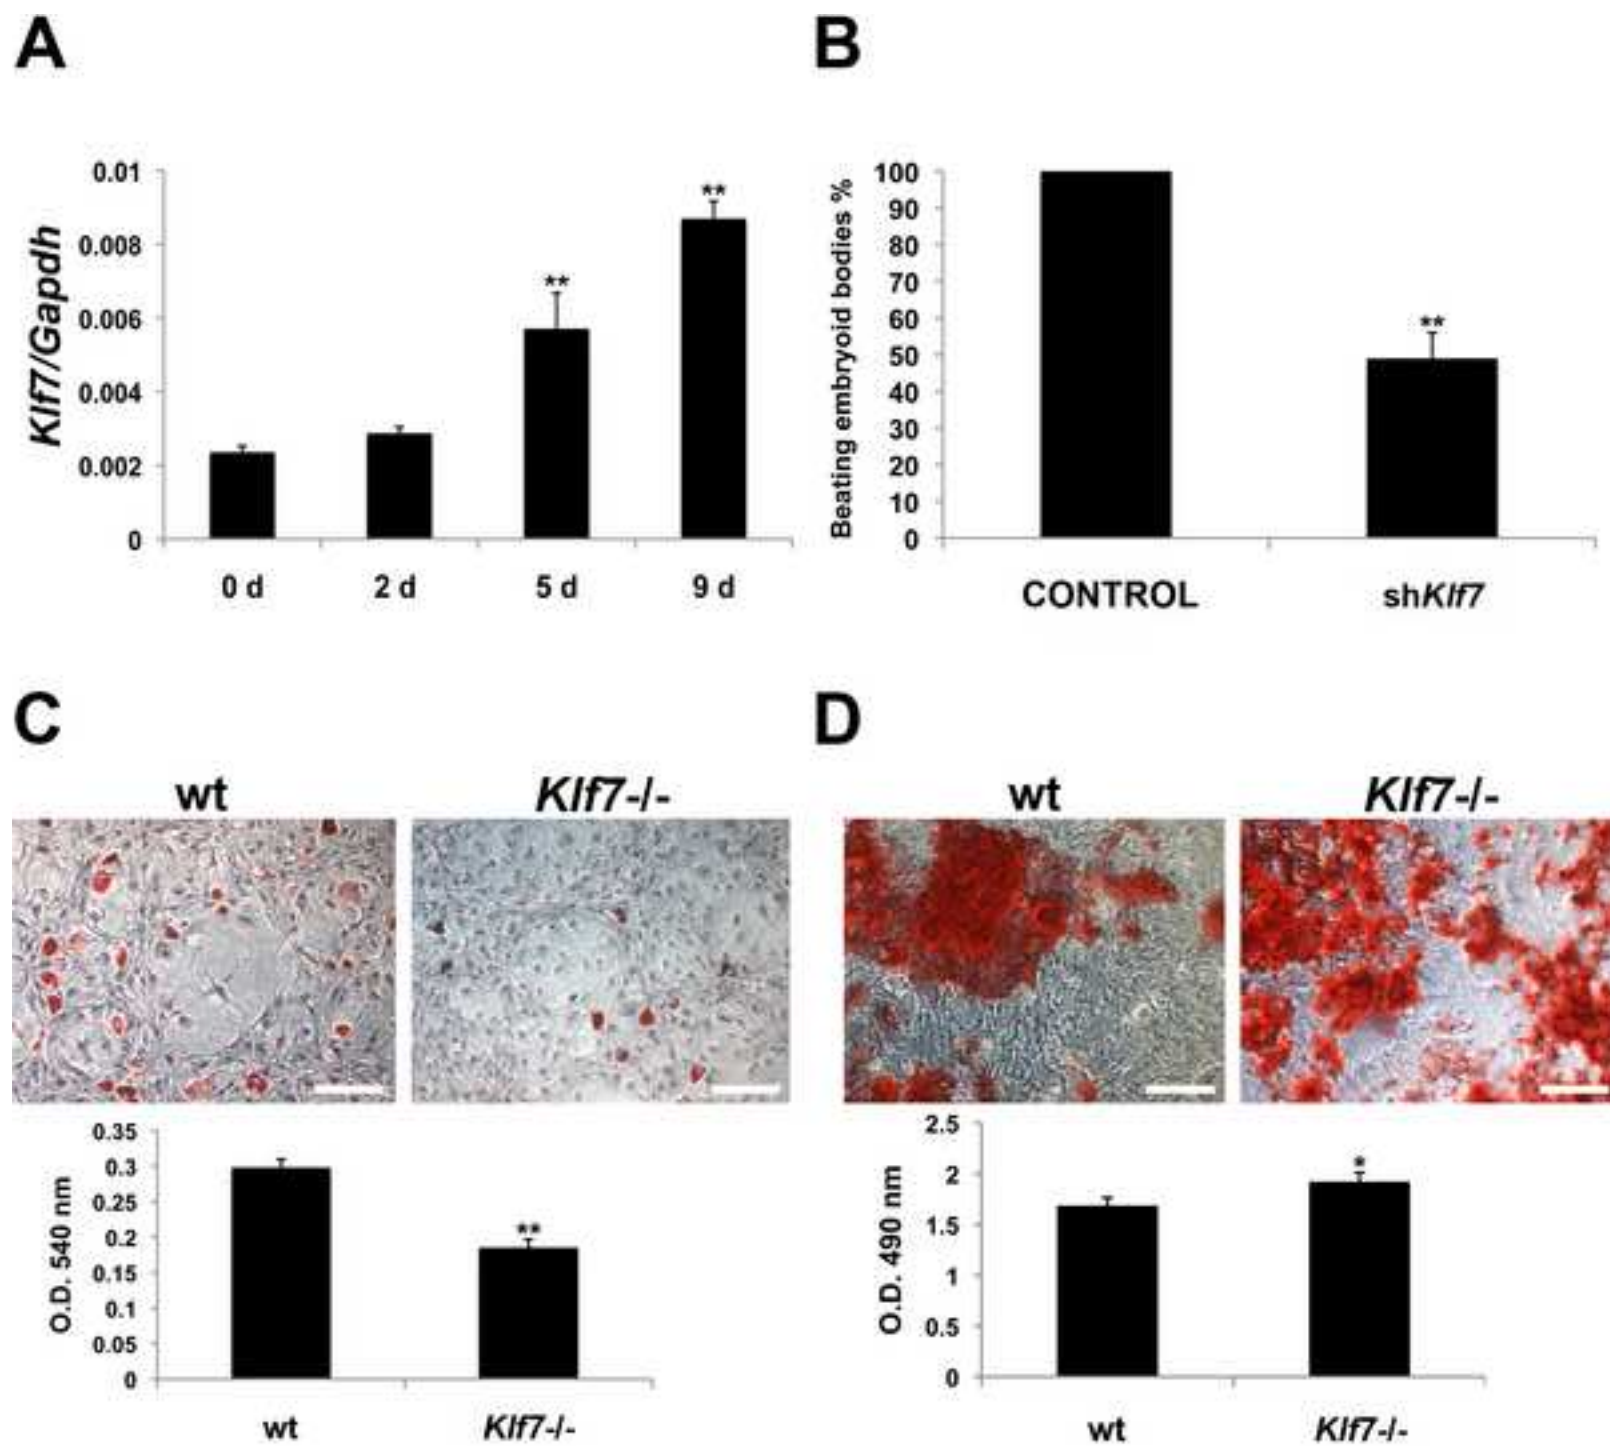 A
Klf7/Gapdh
0.01
0.008
0.006
0.004
0.002
0
**
**
0 d 2 d 5 d 9 d
B
Beating embryoid bodies %
100
90
80
70
60
50
40
30
20
10
0
**
CONTROL shKlf7
C
wt Klf7-/-
O.D. 540 nm
0.35
0.3
0.25
0.2
0.15
0.1
0.05
0
**
wt Klf7-/-
D
wt Klf7-/-
O.D. 490 nm
2.5
2
1.5
1
0.5
0
*
wt Klf7-/-